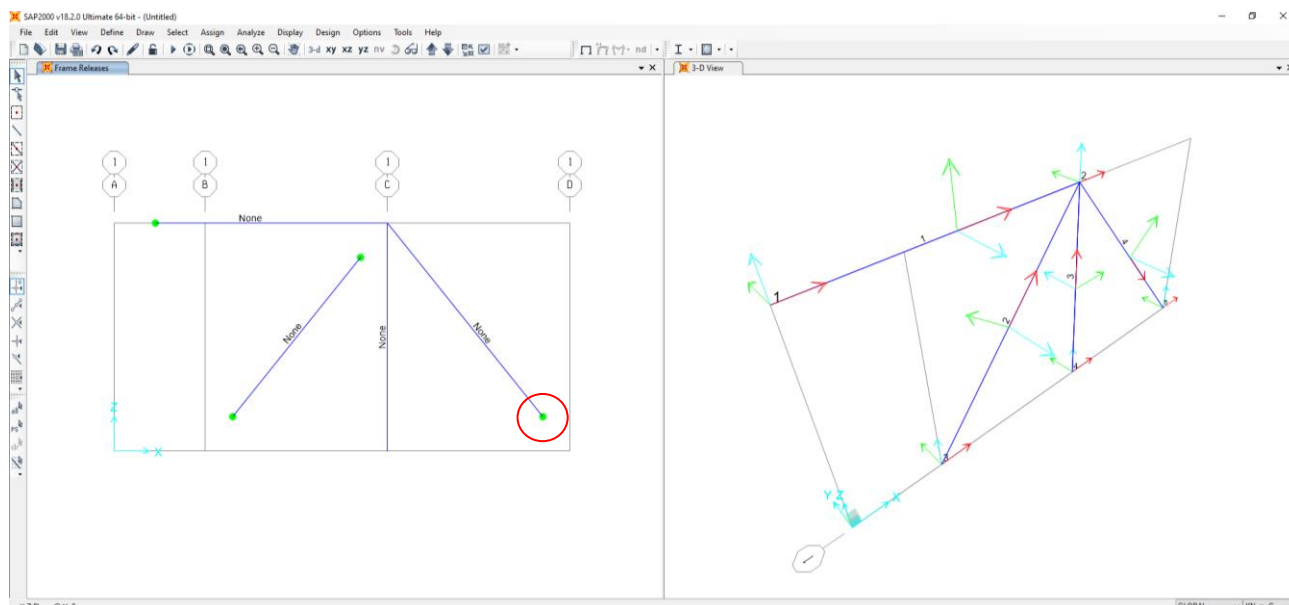 SAP2000 v18.2.0 Ultimate 64-bit - (Untitled)
File Edit View Define Draw Select Assign Analyze Display Design Options Tools Help
3-d xy xz yz nv nd
Frame Releases
3-D View
1 1 1 1
A B C D
None
None
None
None
Z
X
2
1
1
4
3
2
4
3
Y Z X
1